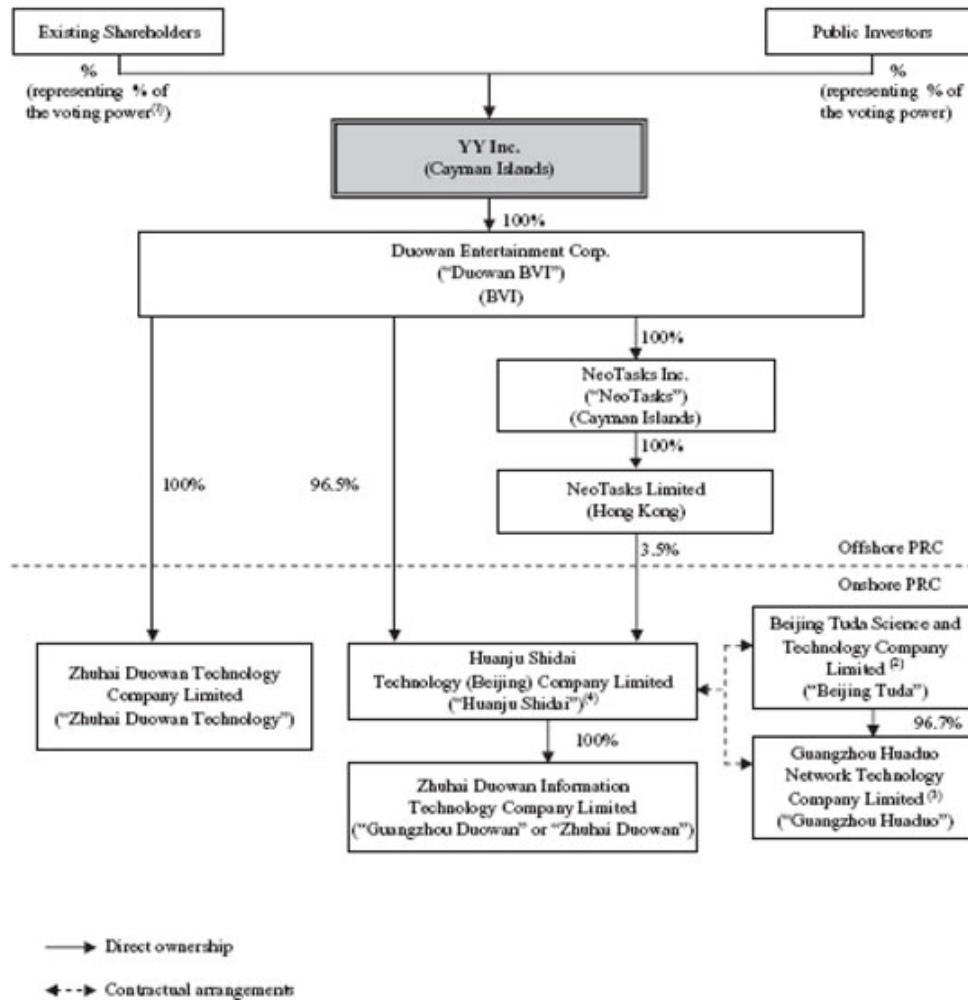 Existing Shareholders
Public Investors
%
(representing % of
the voting power(1))
%
(representing % of
the voting power)
YY Inc.
(Cayman Islands)
100%
Duowan Entertainment Corp.
(“Duowan BVI”)
(BVI)
100%
NeoTasks Inc.
(“NeoTasks”)
(Cayman Islands)
100%
100%
96.5%
NeoTasks Limited
(Hong Kong)
3.5%
Offshore PRC
Onshore PRC
Zhuhai Duowan Technology
Company Limited
(“Zhuhai Duowan Technology”)
Huanju Shidai
Technology (Beijing) Company Limited
(“Huanju Shidai”)(4)
Beijing Tuda Science and
Technology Company
Limited (2)
(“Beijing Tuda”)
100%
96.7%
Zhuhai Duowan Information
Technology Company Limited
(“Guangzhou Duowan” or “Zhuhai Duowan”)
Guangzhou Huaduo
Network Technology
Company Limited (3)
(“Guangzhou Huaduo”)
Direct ownership
Contractual arrangements